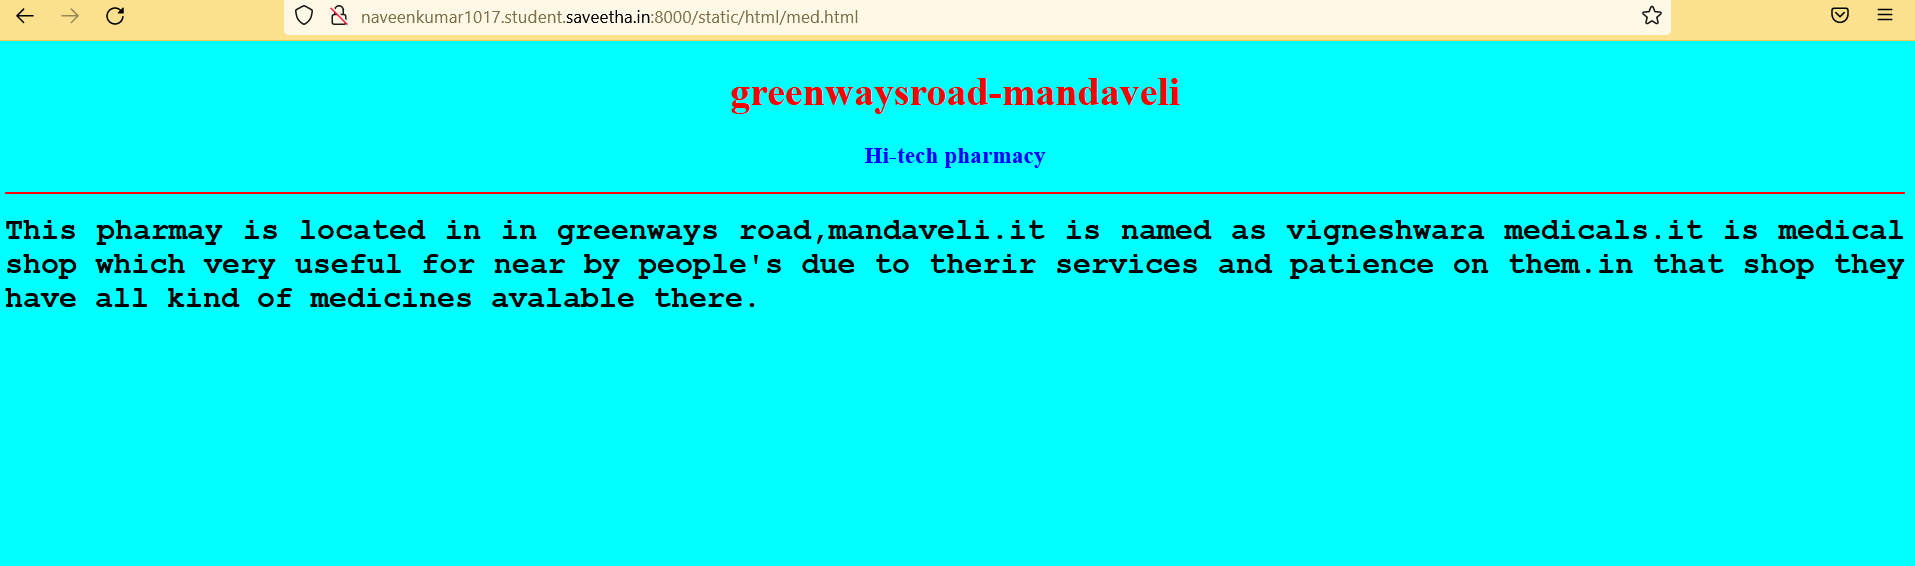 naveenkumar1017.student.saveetha.in:8000/static/html/med.html
greenwaysroad-mandaveli
Hi-tech pharmacy
This pharmay is located in in greenways road,mandaveli.it is named as vigneshwara medicals.it is medical
shop which very useful for near by people's due to therir services and patience on them.in that shop they
have all kind of medicines avalable there.